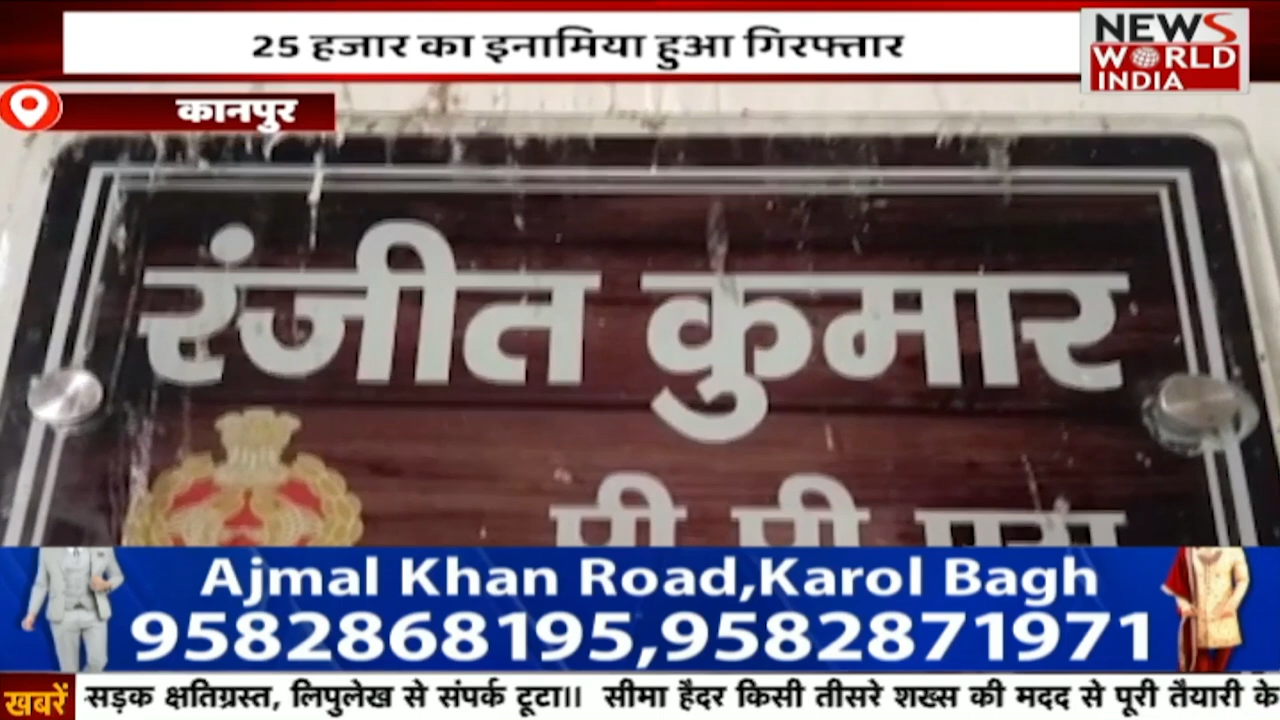 25 हजार का इनामिया हुआ गिरफ्तार
NEWS
WORLD
INDIA
कानपुर
रंजीत कुमार
पी पी एस
Ajmal Khan Road,Karol Bagh
9582868195,9582871971
खबरें
सड़क क्षतिग्रस्त, लिपुलेख से संपर्क टूटा।। सीमा हैदर किसी तीसरे शख्स की मदद से पूरी तैयारी के